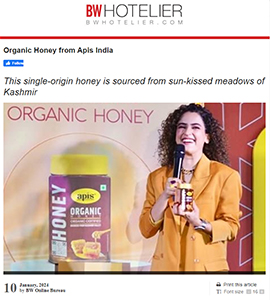 BW HOTELIER
BWHOTELIER.COM
Organic Honey from Apis India
Follow
This single-origin honey is sourced from sun-kissed meadows of
Kashmir
ORGANIC HONEY
apis
HONEY
ORGANIC
10 January, 2024
by BW Online Bureau
Print this article
Font size